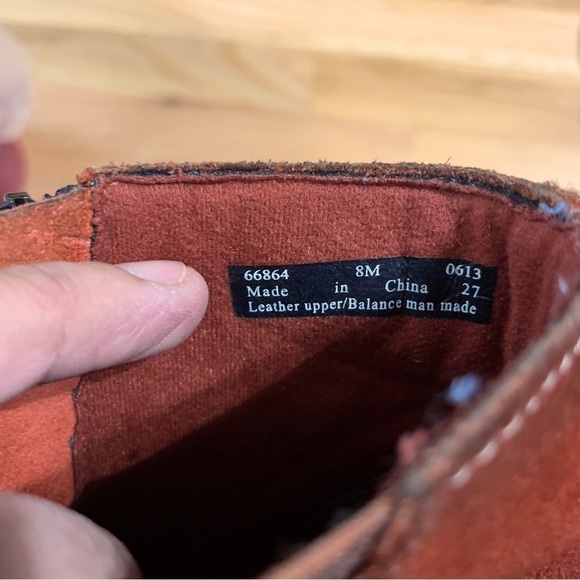 66864 8M 0613
Made in China 27
Leather upper/Balance man made